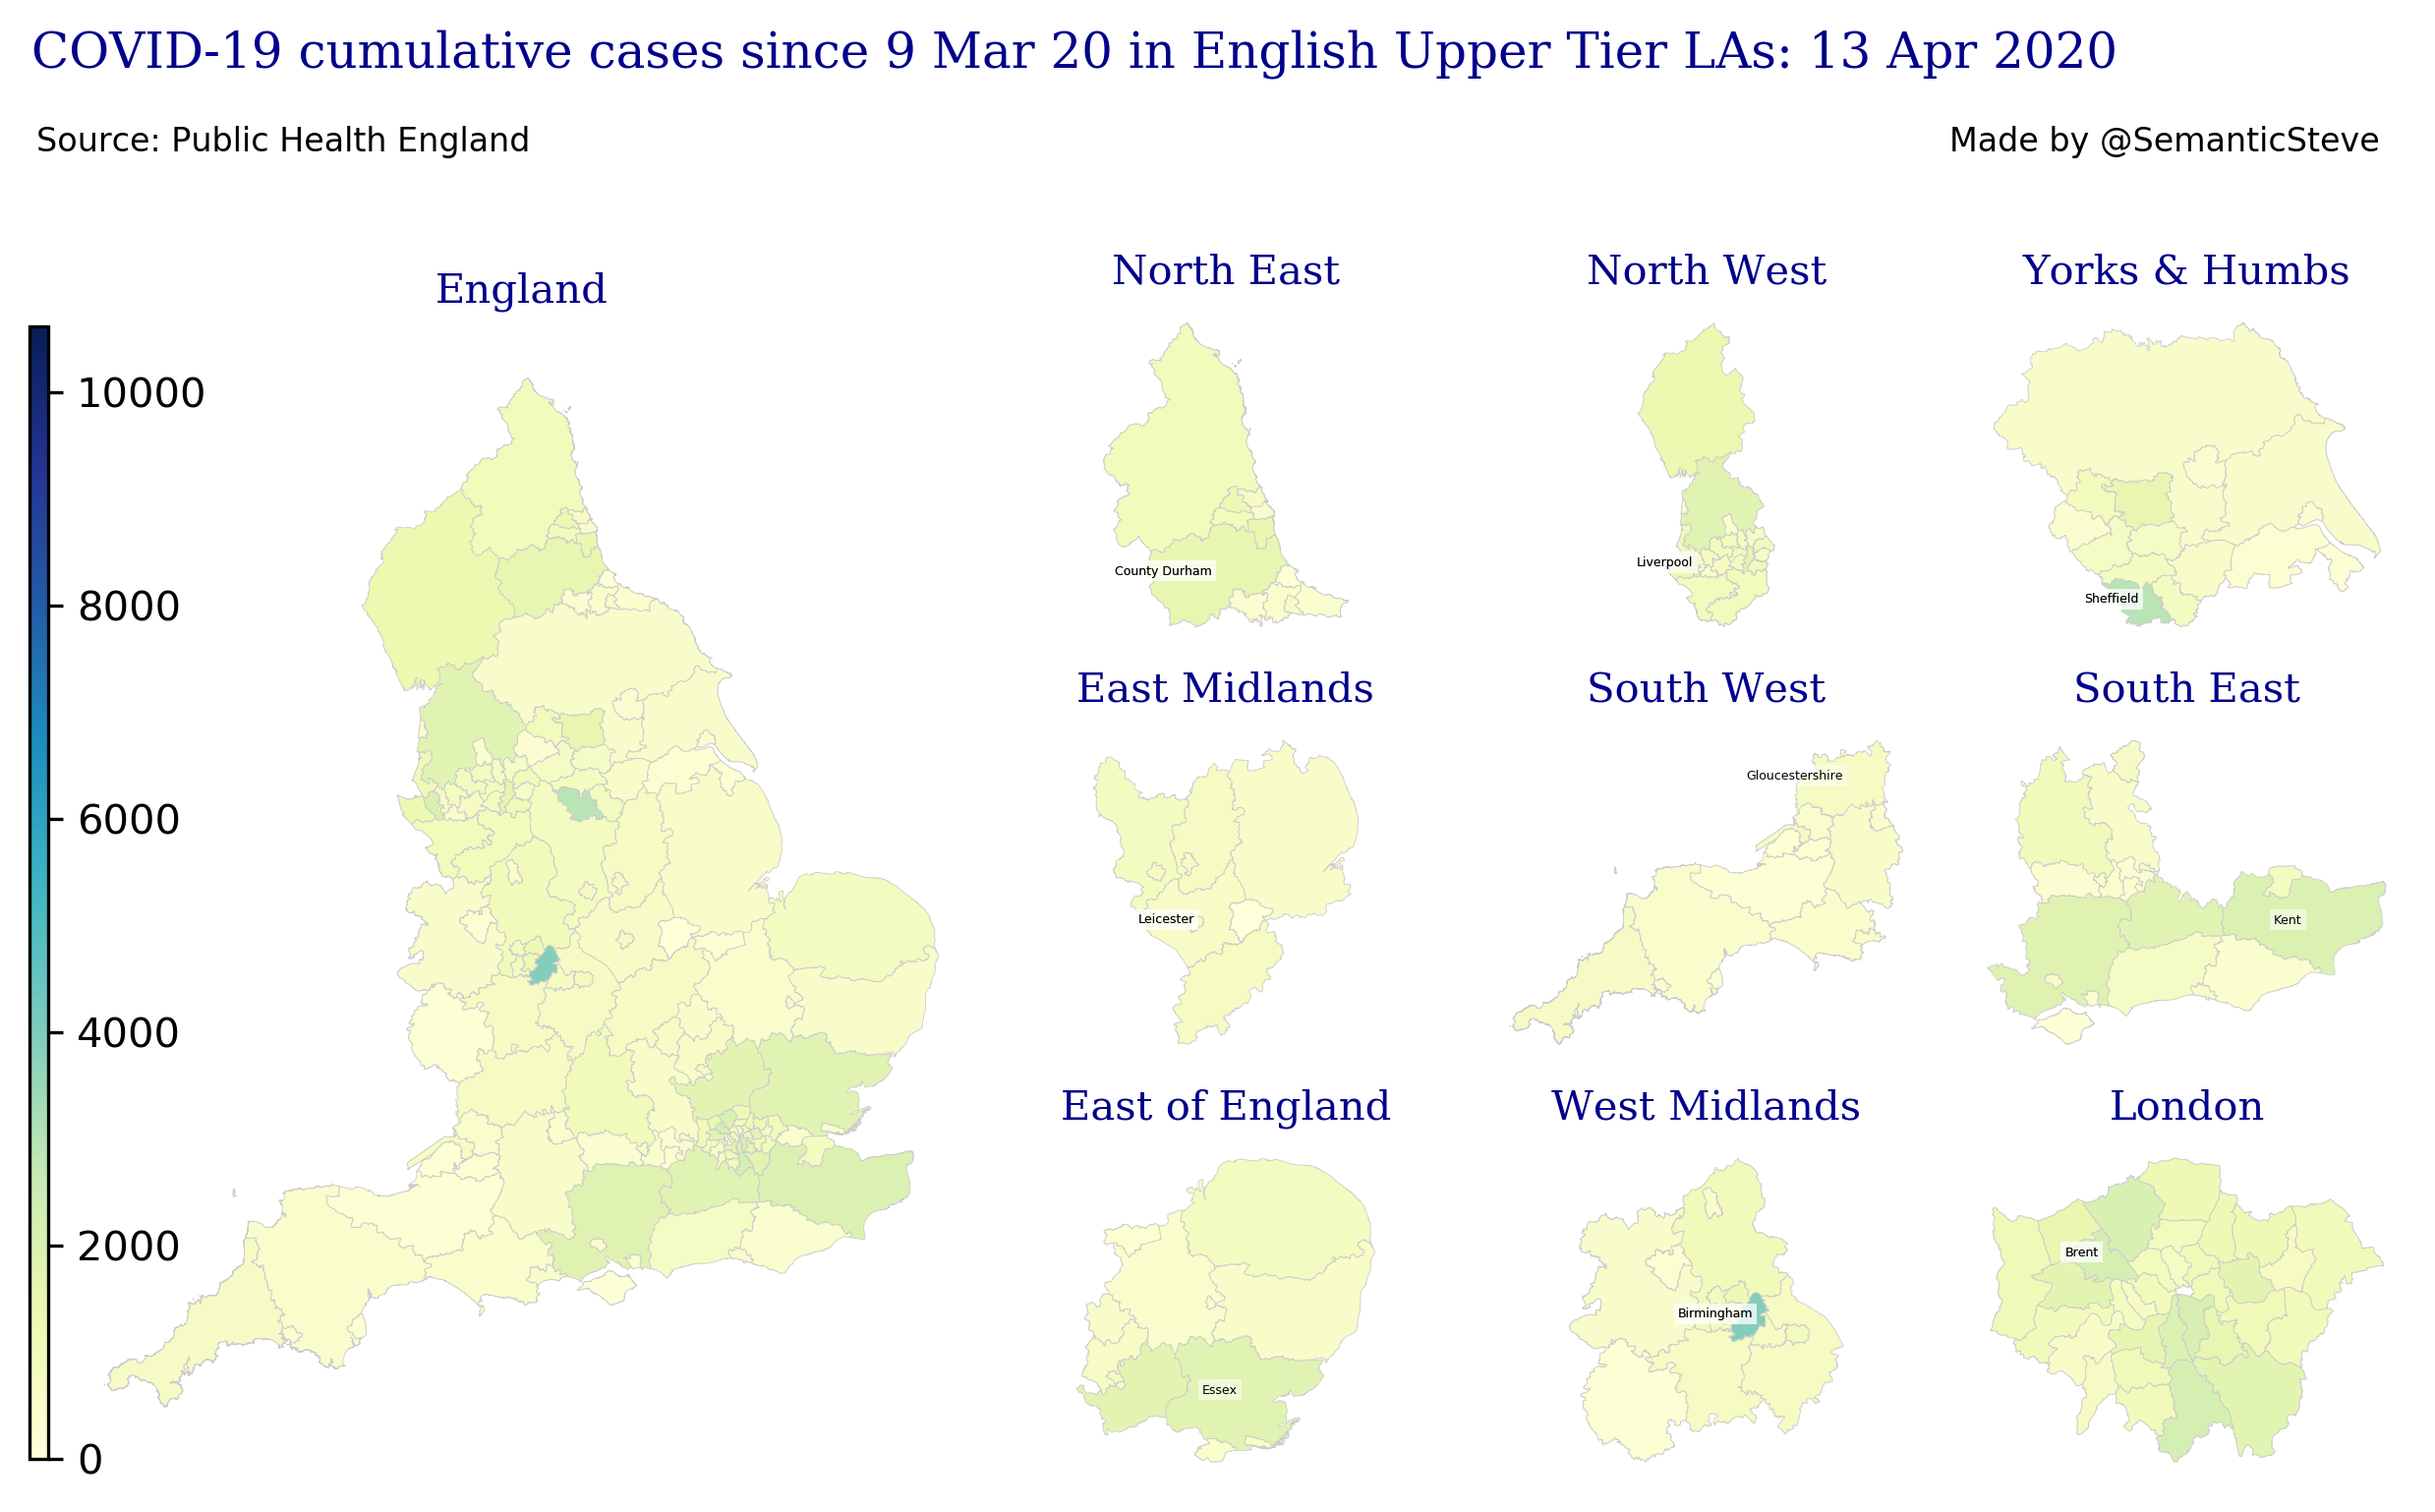 COVID-19 cumulative cases since 9 Mar 20 in English Upper Tier LAs: 13 Apr 2020
Source: Public Health England
Made by @SemanticSteve
England
10000
8000
6000
4000
2000
0
North East
County Durham
North West
Liverpool
Yorks & Humbs
Sheffield
East Midlands
Leicester
South West
Gloucestershire
South East
Kent
East of England
Essex
West Midlands
Birmingham
London
Brent